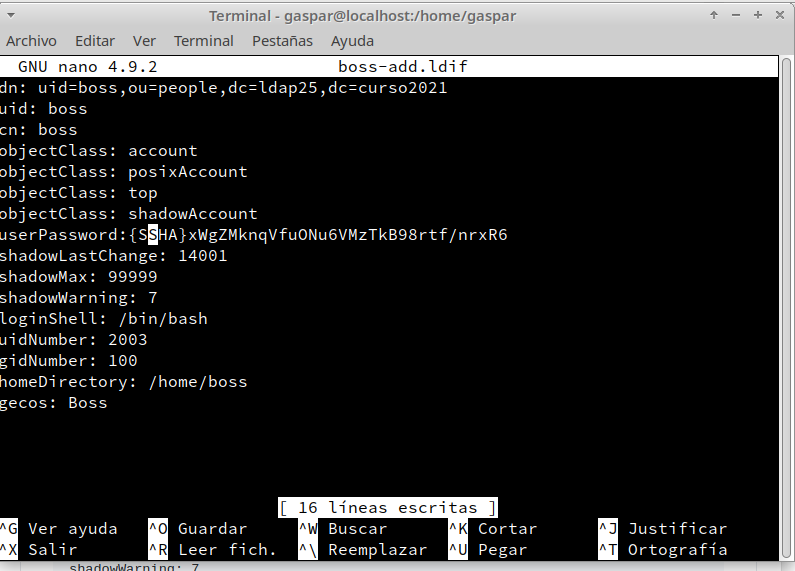 Terminal - gaspar@localhost:/home/gaspar
Archivo Editar Ver Terminal Pestañas Ayuda
GNU nano 4.9.2 boss-add.ldif
dn: uid=boss,ou=people,dc=ldap25,dc=curso2021
uid: boss
cn: boss
objectClass: account
objectClass: posixAccount
objectClass: top
objectClass: shadowAccount
userPassword:{SSHA}xWgZMknqVfuONu6VMzTkB98rtf/nrxR6
shadowLastChange: 14001
shadowMax: 99999
shadowWarning: 7
loginShell: /bin/bash
uidNumber: 2003
gidNumber: 100
homeDirectory: /home/boss
gecos: Boss
[ 16 líneas escritas ]
^G Ver ayuda ^O Guardar ^W Buscar ^K Cortar ^J Justificar
^X Salir ^R Leer fich. ^\ Reemplazar ^U Pegar ^T Ortografía
shadowWarning: 7